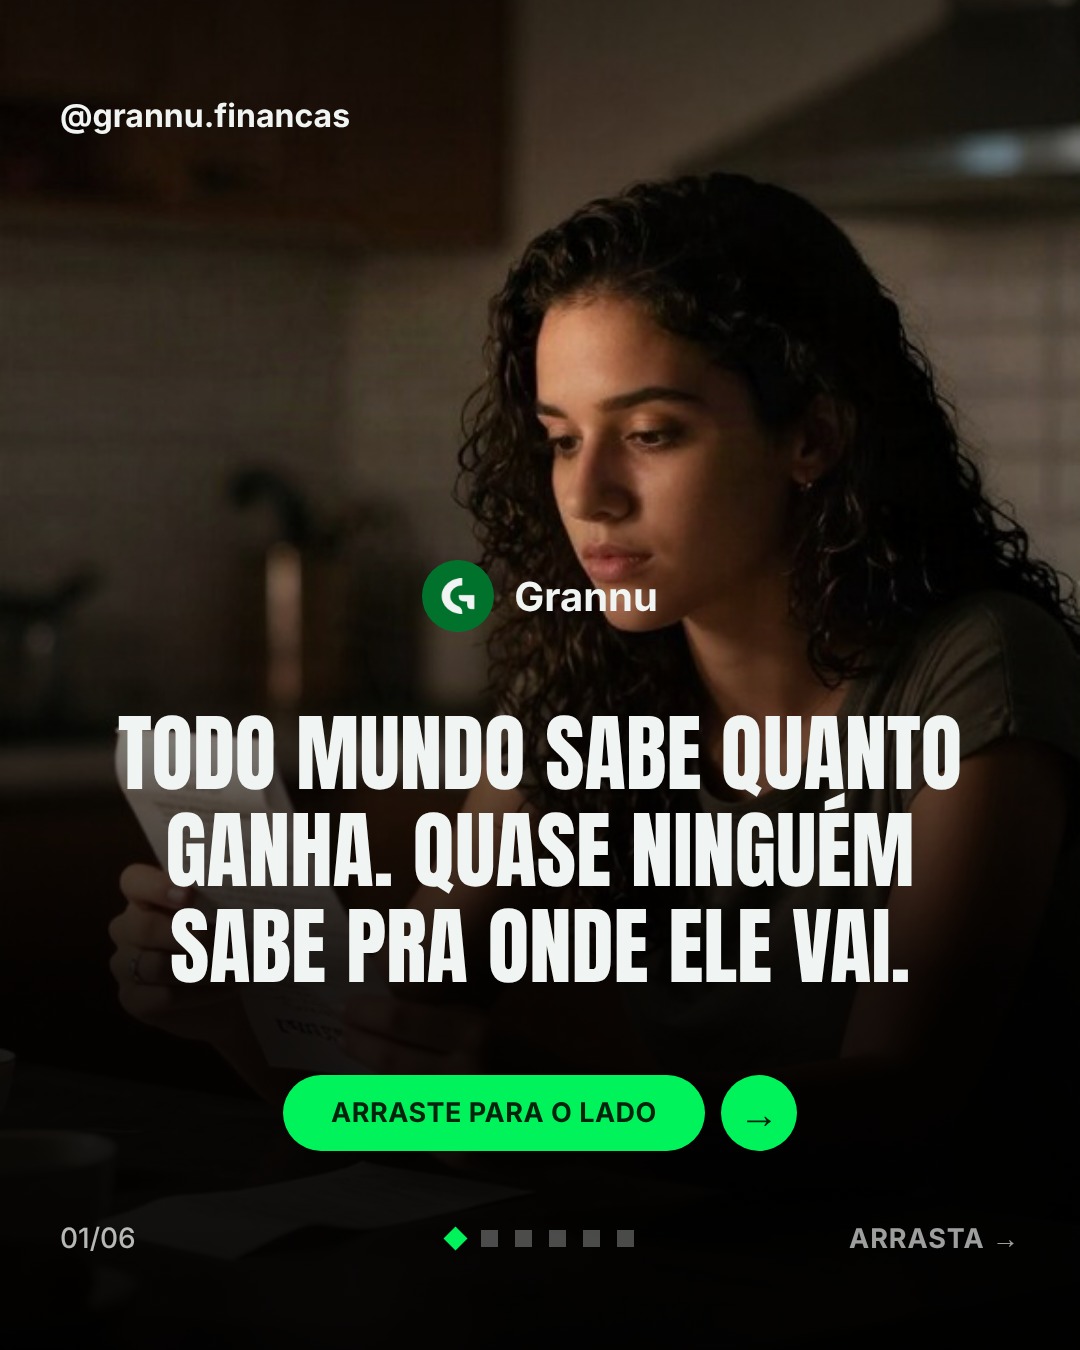 @grannu.financas
Grannu
TODO MUNDO SABE QUANTO
GANHA. QUASE NINGUÉM
SABE PRA ONDE ELE VAI.
ARRASTE PARA O LADO →
01/06
ARRASTA →